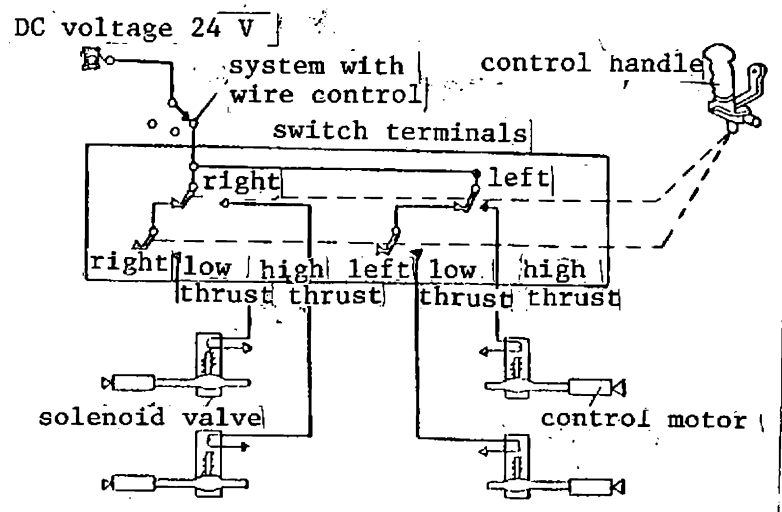 DC voltage 24 V
system with
wire control
control handle
switch terminals
right
left
right
low
thrust
high
thrust
left
low
thrust
high
thrust
solenoid valve
control motor